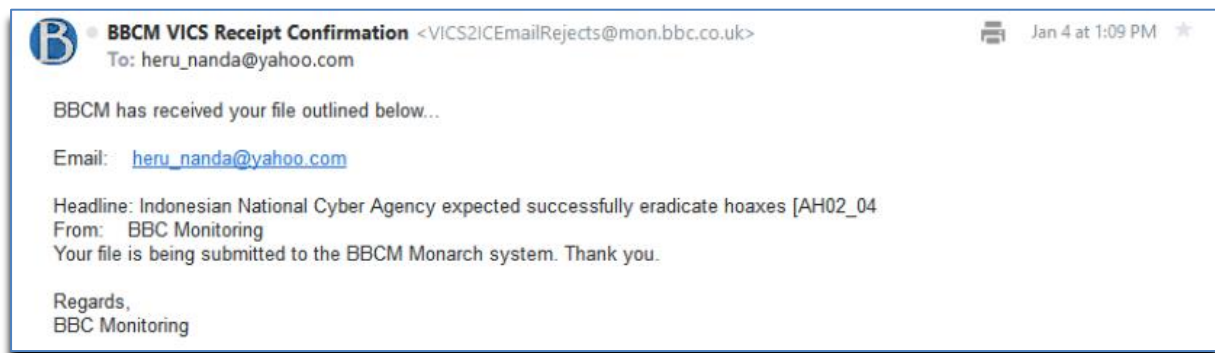 B
BBCM VICS Receipt Confirmation <VICS2ICEmailRejects@mon.bbc.co.uk> Jan 4 at 1:09 PM
To: heru_nanda@yahoo.com
BBCM has received your file outlined below...
Email: heru_nanda@yahoo.com
Headline: Indonesian National Cyber Agency expected successfully eradicate hoaxes [AH02_04
From: BBC Monitoring
Your file is being submitted to the BBCM Monarch system. Thank you.
Regards,
BBC Monitoring